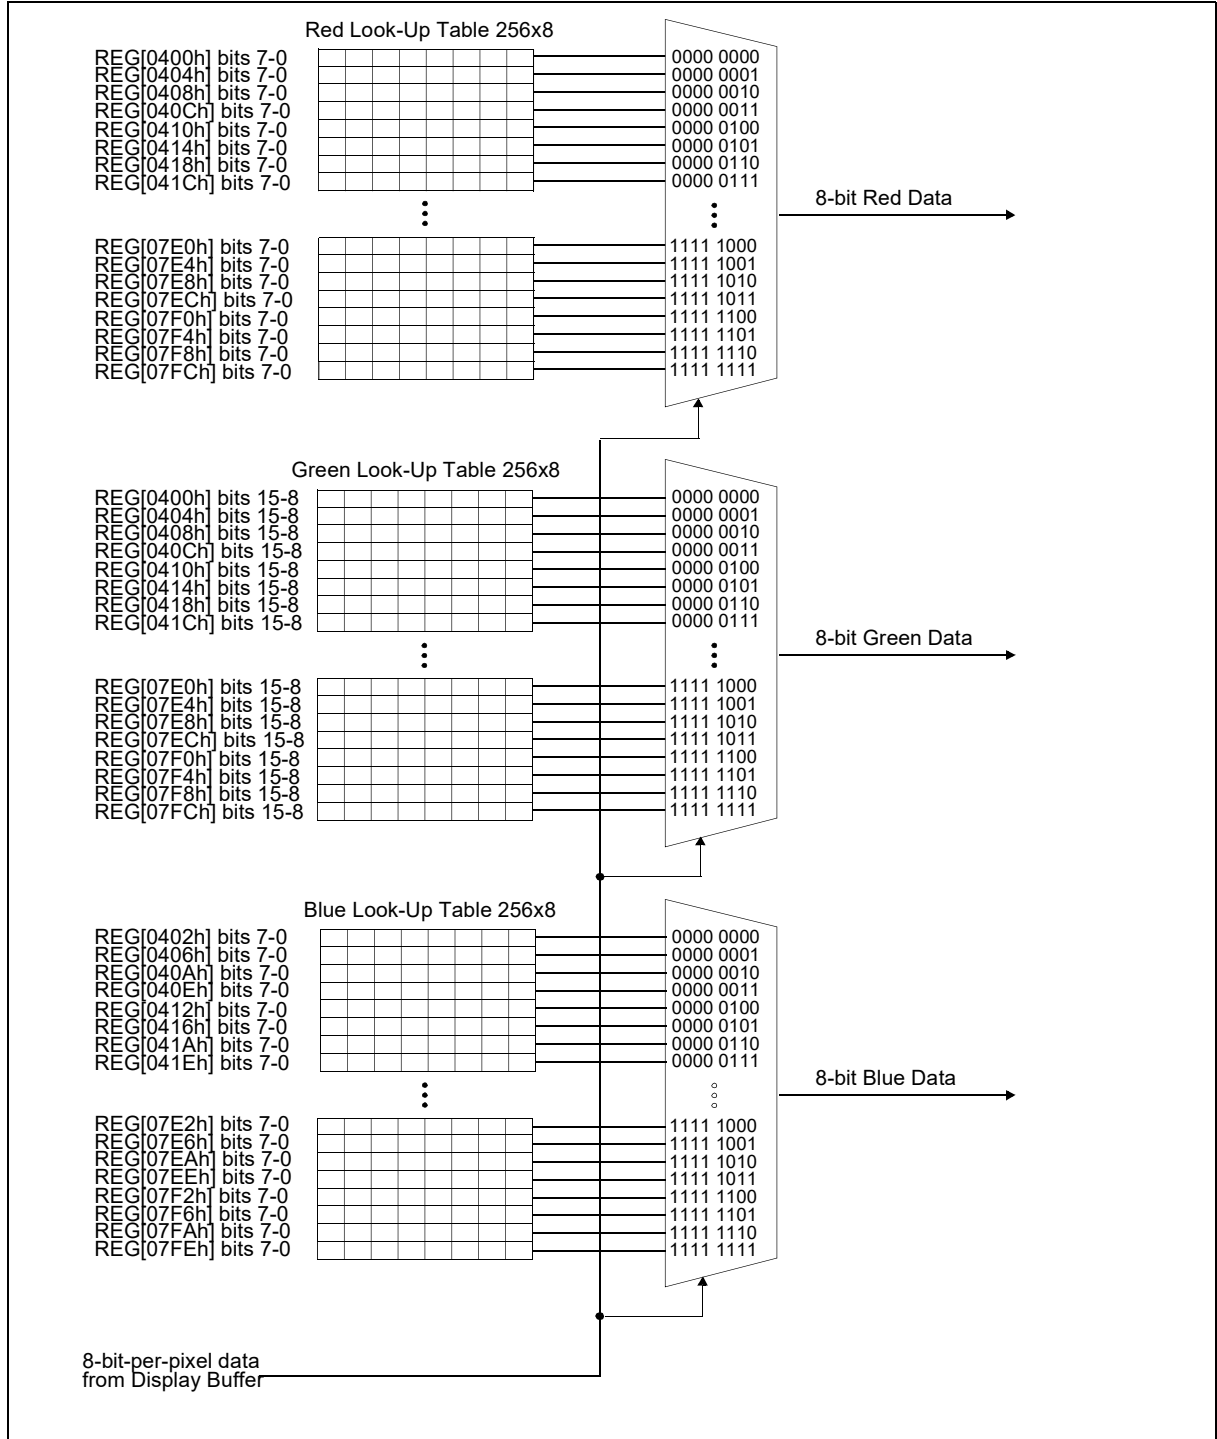 Red Look-Up Table 256x8
REG[0400h] bits 7-0 0000 0000
REG[0404h] bits 7-0 0000 0001
REG[0408h] bits 7-0 0000 0010
REG[040Ch] bits 7-0 0000 0011
REG[0410h] bits 7-0 0000 0100
REG[0414h] bits 7-0 0000 0101
REG[0418h] bits 7-0 0000 0110
REG[041Ch] bits 7-0 0000 0111
8-bit Red Data
REG[07E0h] bits 7-0 1111 1000
REG[07E4h] bits 7-0 1111 1001
REG[07E8h] bits 7-0 1111 1010
REG[07ECh] bits 7-0 1111 1011
REG[07F0h] bits 7-0 1111 1100
REG[07F4h] bits 7-0 1111 1101
REG[07F8h] bits 7-0 1111 1110
REG[07FCh] bits 7-0 1111 1111
Green Look-Up Table 256x8
REG[0400h] bits 15-8 0000 0000
REG[0404h] bits 15-8 0000 0001
REG[0408h] bits 15-8 0000 0010
REG[040Ch] bits 15-8 0000 0011
REG[0410h] bits 15-8 0000 0100
REG[0414h] bits 15-8 0000 0101
REG[0418h] bits 15-8 0000 0110
REG[041Ch] bits 15-8 0000 0111
8-bit Green Data
REG[07E0h] bits 15-8 1111 1000
REG[07E4h] bits 15-8 1111 1001
REG[07E8h] bits 15-8 1111 1010
REG[07ECh] bits 15-8 1111 1011
REG[07F0h] bits 15-8 1111 1100
REG[07F4h] bits 15-8 1111 1101
REG[07F8h] bits 15-8 1111 1110
REG[07FCh] bits 15-8 1111 1111
Blue Look-Up Table 256x8
REG[0402h] bits 7-0 0000 0000
REG[0406h] bits 7-0 0000 0001
REG[040Ah] bits 7-0 0000 0010
REG[040Eh] bits 7-0 0000 0011
REG[0412h] bits 7-0 0000 0100
REG[0416h] bits 7-0 0000 0101
REG[041Ah] bits 7-0 0000 0110
REG[041Eh] bits 7-0 0000 0111
8-bit Blue Data
REG[07E2h] bits 7-0 1111 1000
REG[07E6h] bits 7-0 1111 1001
REG[07EAh] bits 7-0 1111 1010
REG[07EEh] bits 7-0 1111 1011
REG[07F2h] bits 7-0 1111 1100
REG[07F6h] bits 7-0 1111 1101
REG[07FAh] bits 7-0 1111 1110
REG[07FEh] bits 7-0 1111 1111
8-bit-per-pixel data
from Display Buffer